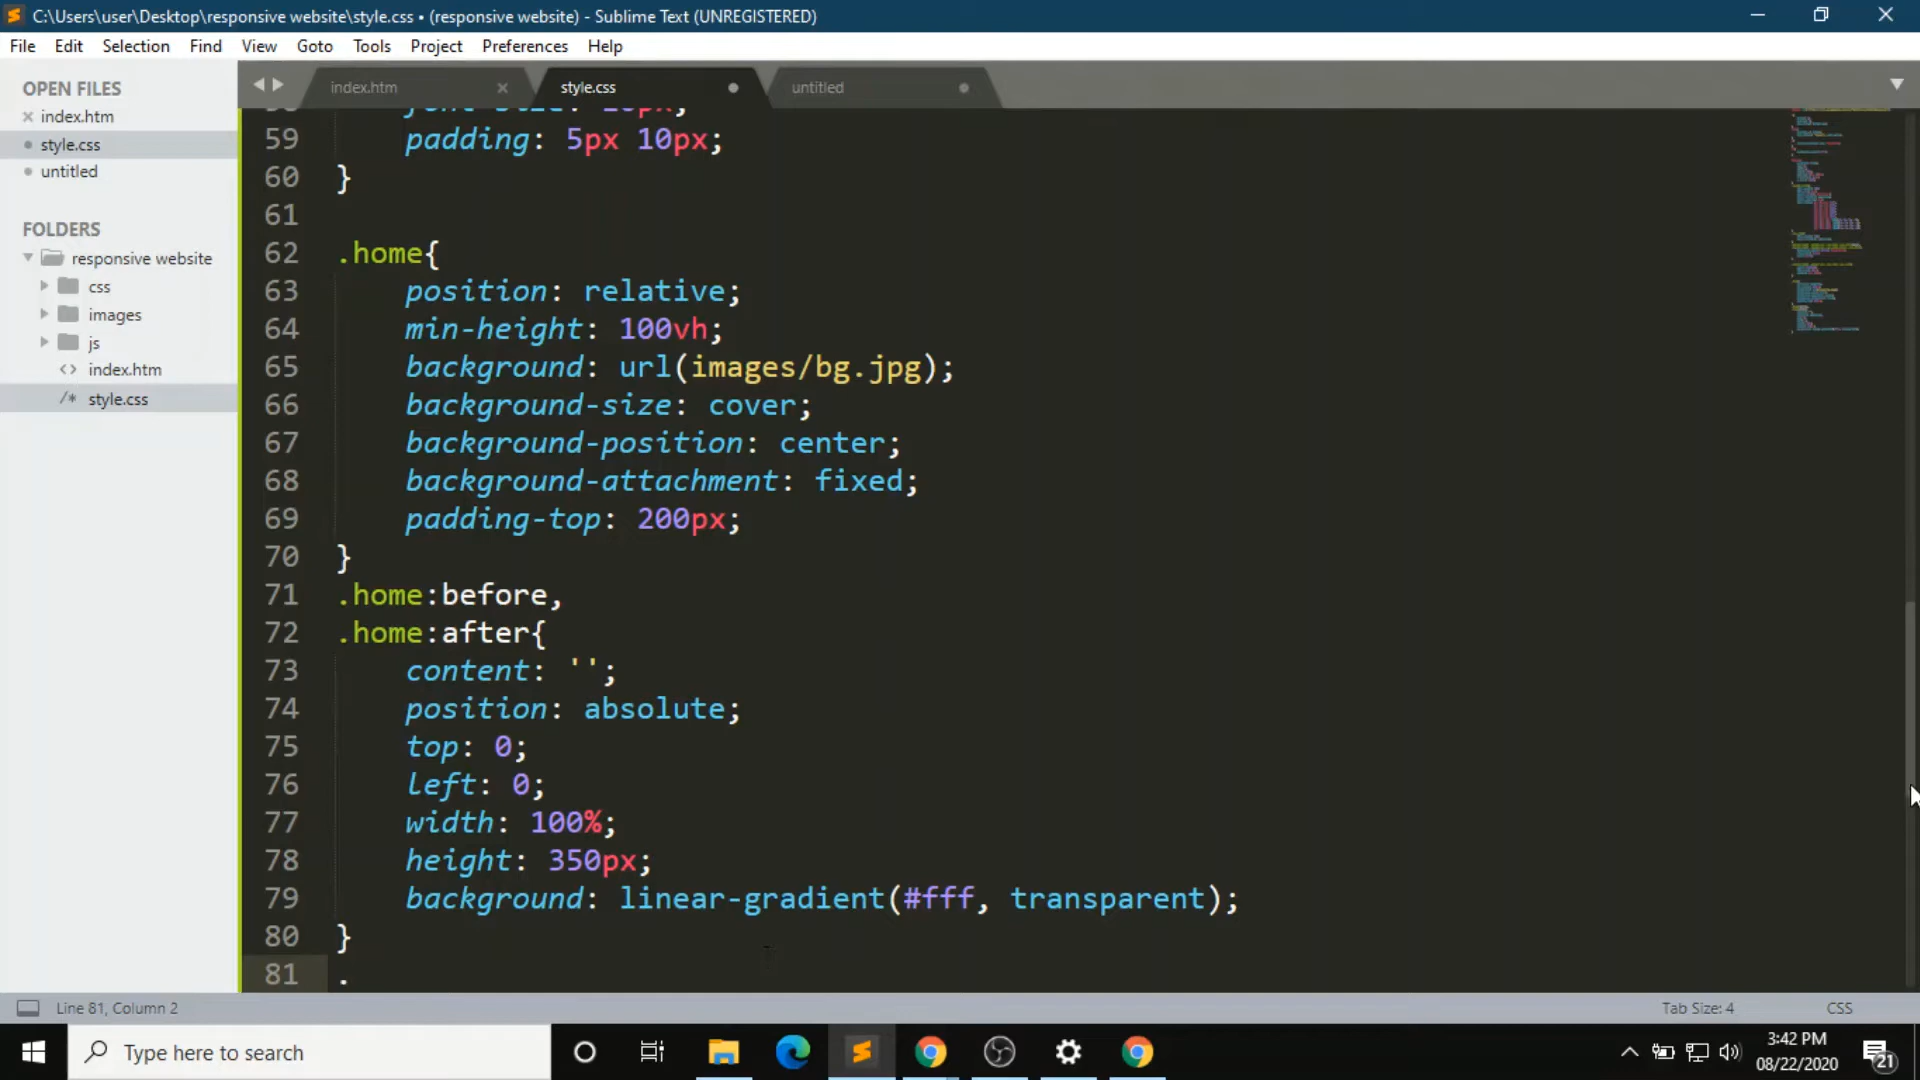 C:\Users\user\Desktop\responsive website\style.css • (responsive website) - Sublime Text (UNREGISTERED)
File Edit Selection Find View Goto Tools Project Preferences Help
OPEN FILES
index.htm
style.css
untitled
FOLDERS
responsive website
css
images
js
index.htm
style.css
index.htm style.css untitled
59 padding: 5px 10px;
60 }
61
62 .home{
63 position: relative;
64 min-height: 100vh;
65 background: url(images/bg.jpg);
66 background-size: cover;
67 background-position: center;
68 background-attachment: fixed;
69 padding-top: 200px;
70 }
71 .home:before,
72 .home:after{
73 content: '';
74 position: absolute;
75 top: 0;
76 left: 0;
77 width: 100%;
78 height: 350px;
79 background: linear-gradient(#fff, transparent);
80 }
81 .
Line 81, Column 2 Tab Size: 4 CSS
Type here to search
3:42 PM
08/22/2020
21